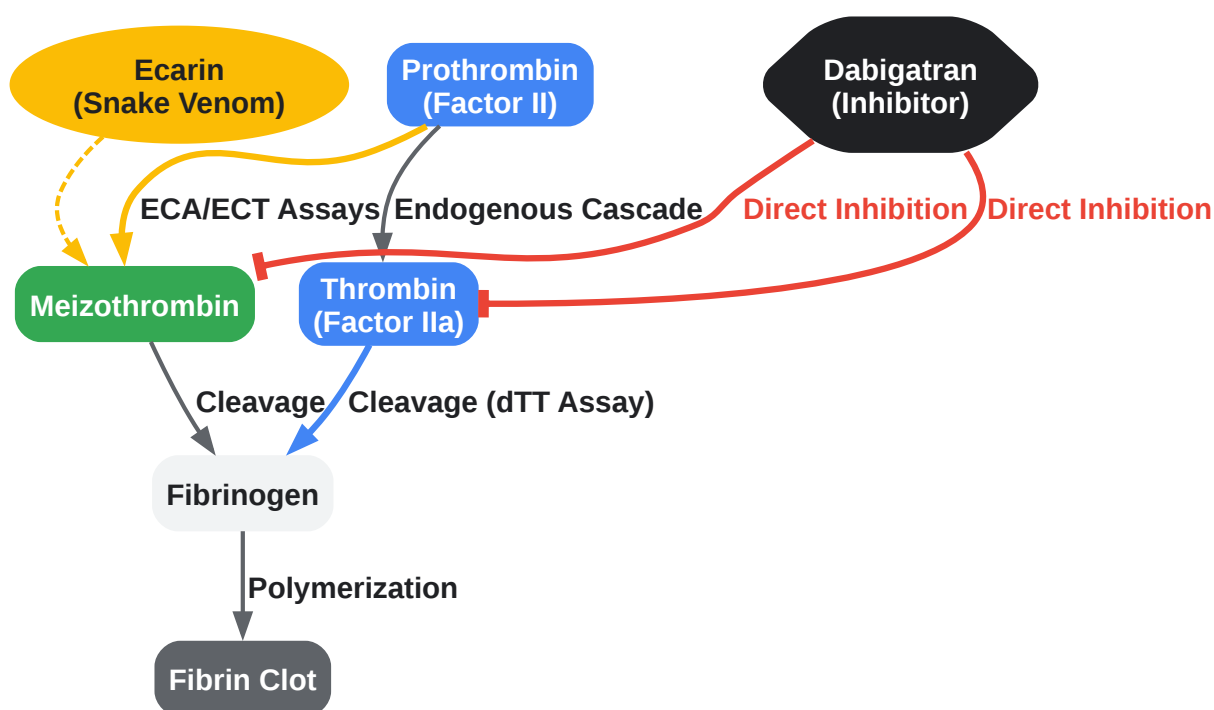 Ecarin
(Snake Venom)
Prothrombin
(Factor II)
Dabigatran
(Inhibitor)
ECA/ECT Assays
Endogenous Cascade
Direct Inhibition
Direct Inhibition
Meizothrombin
Thrombin
(Factor IIa)
Cleavage
Cleavage (dTT Assay)
Fibrinogen
Polymerization
Fibrin Clot